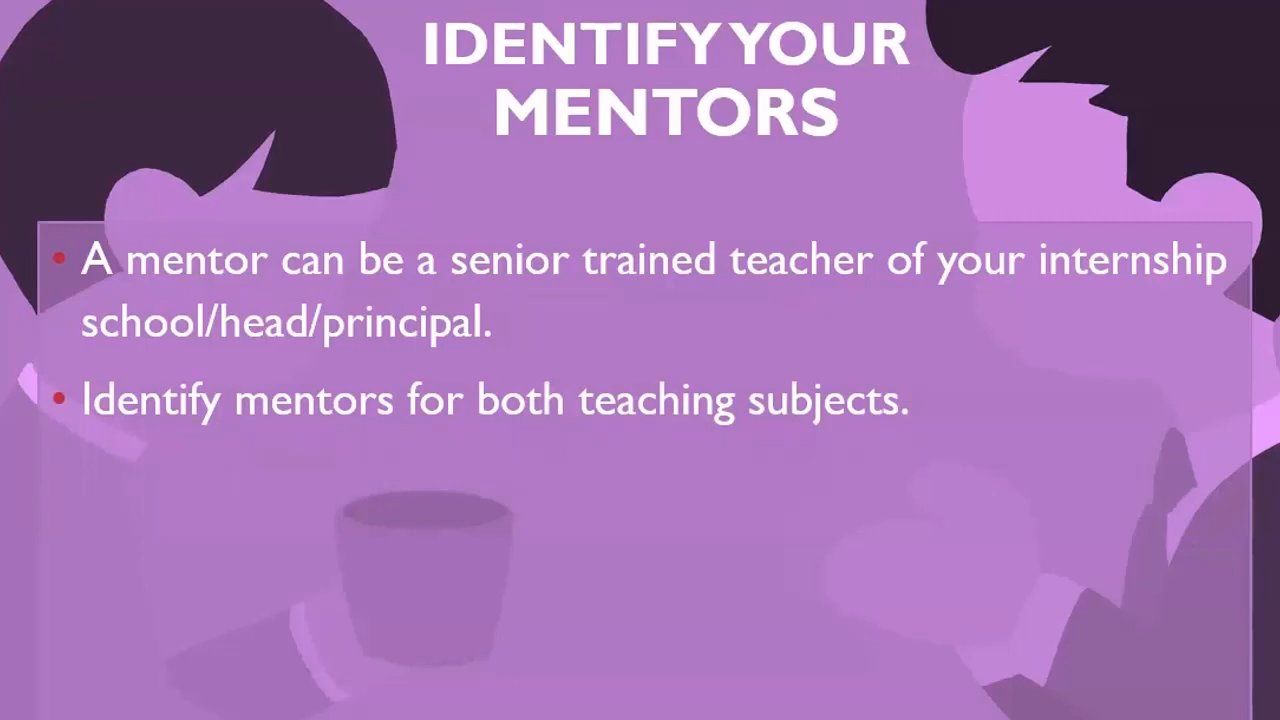 IDENTIFY YOUR
MENTORS
• A mentor can be a senior trained teacher of your internship
school/head/principal.
• Identify mentors for both teaching subjects.